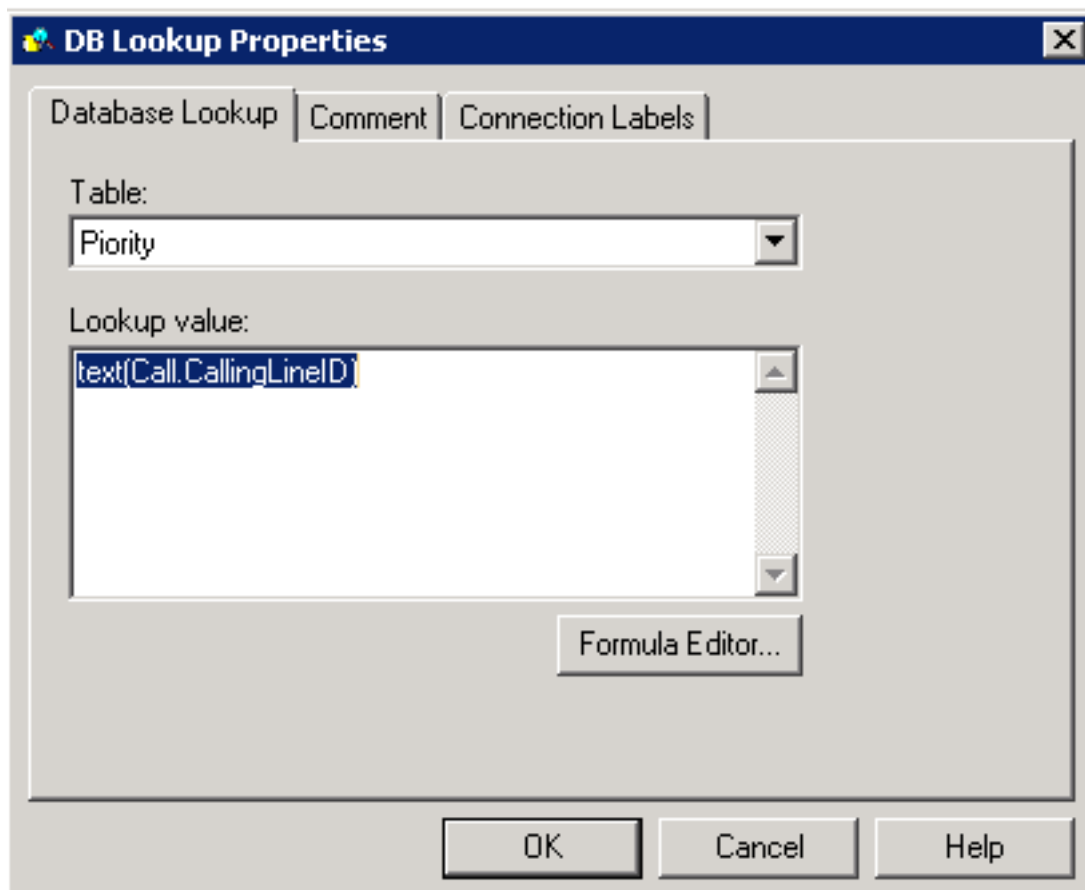 DB Lookup Properties
Database Lookup Comment Connection Labels
Table:
Piority
Lookup value:
text(Call.CallingLineID)
Formula Editor...
OK Cancel Help